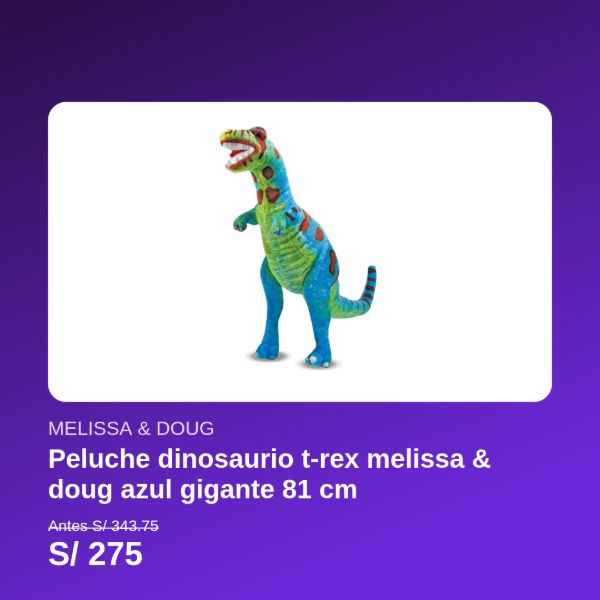 MELISSA & DOUG
Peluche dinosaurio t-rex melissa &
doug azul gigante 81 cm
Antes S/ 343.75
S/ 275